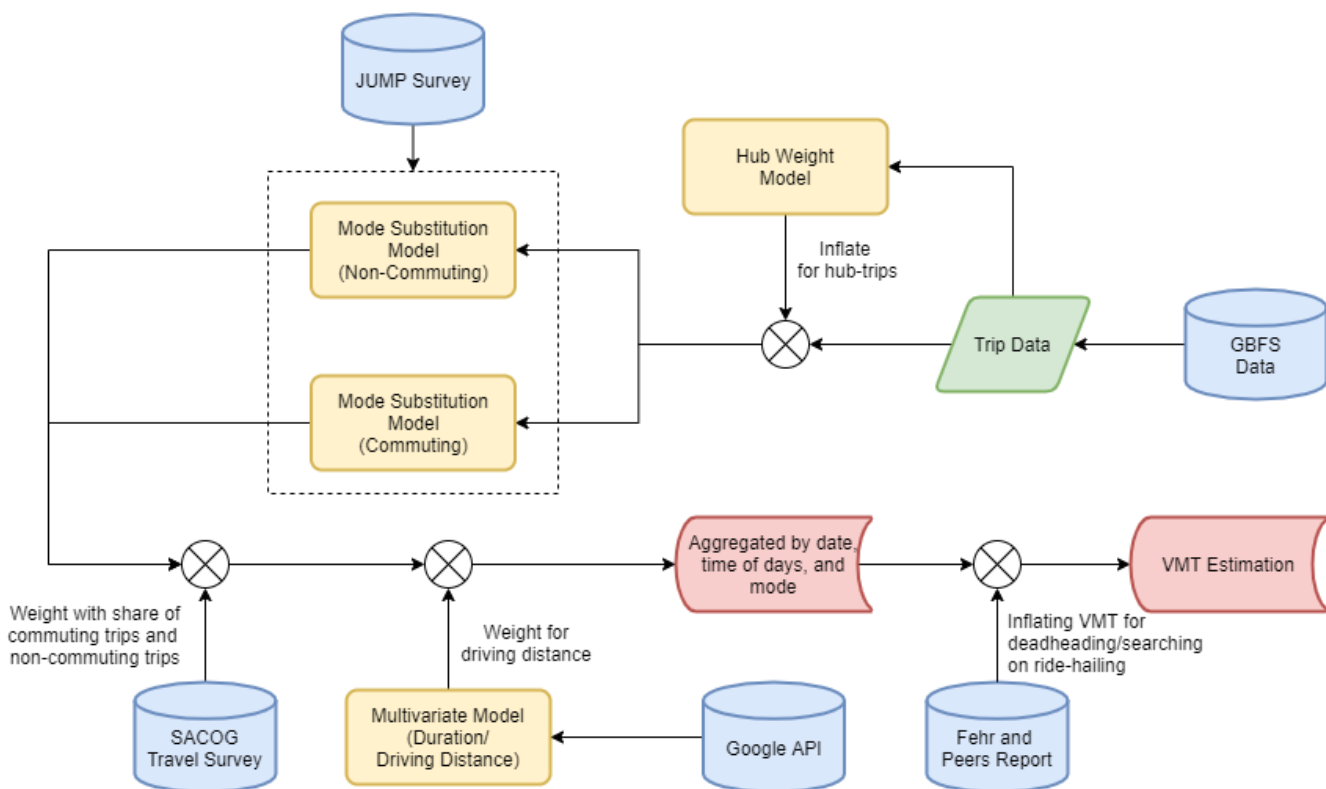 JUMP Survey
Hub Weight
Model
Mode Substitution
Model
(Non-Commuting)
Inflate
for hub-trips
Trip Data
GBFS
Data
Mode Substitution
Model
(Commuting)
Aggregated by date,
time of days, and
mode
VMT Estimation
Weight with share of
commuting trips and
non-commuting trips
Weight for
driving distance
Inflating VMT for
deadheading/searching
on ride-hailing
SACOG
Travel Survey
Multivariate Model
(Duration/
Driving Distance)
Google API
Fehr and
Peers Report